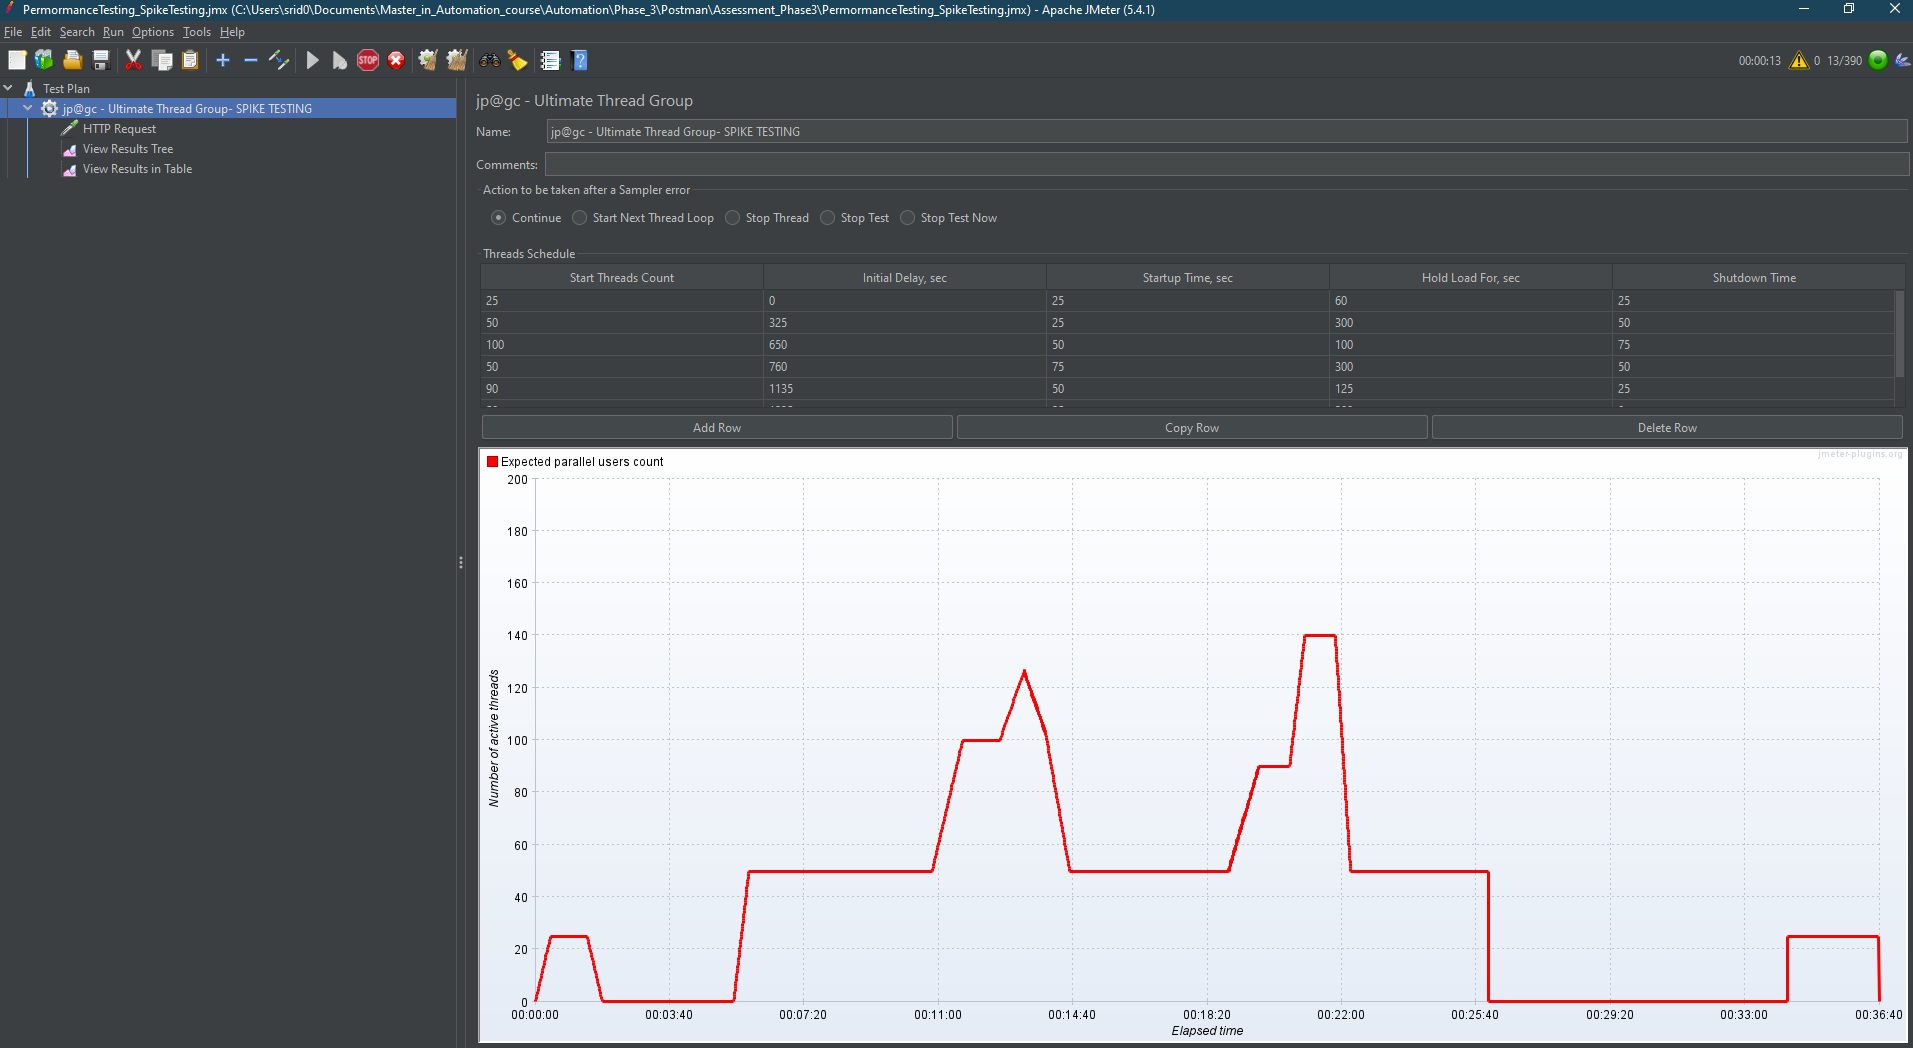 PermormanceTesting_SpikeTesting.jmx (C:\Users\srid0\Documents\Master_in_Automation_course\Automation\Phase_3\Postman\Assessment_Phase3\PermormanceTesting_SpikeTesting.jmx) - Apache JMeter (5.4.1)
File Edit Search Run Options Tools Help
STOP ? 00:00:13 0 13/390
Test Plan
jp@gc - Ultimate Thread Group- SPIKE TESTING
HTTP Request
View Results Tree
View Results in Table
jp@gc - Ultimate Thread Group
Name: jp@gc - Ultimate Thread Group- SPIKE TESTING
Comments:
Action to be taken after a Sampler error
Continue Start Next Thread Loop Stop Thread Stop Test Stop Test Now
Threads Schedule
Start Threads Count Initial Delay, sec Startup Time, sec Hold Load For, sec Shutdown Time
25 0 25 60 25
50 325 25 300 50
100 650 50 100 75
50 760 75 300 50
90 1135 50 125 25
Add Row Copy Row Delete Row
Expected parallel users count
jmeter-plugins.org
200
180
160
140
120
100
80
60
40
20
0
Number of active threads
00:00:00 00:03:40 00:07:20 00:11:00 00:14:40 00:18:20 00:22:00 00:25:40 00:29:20 00:33:00 00:36:40
Elapsed time